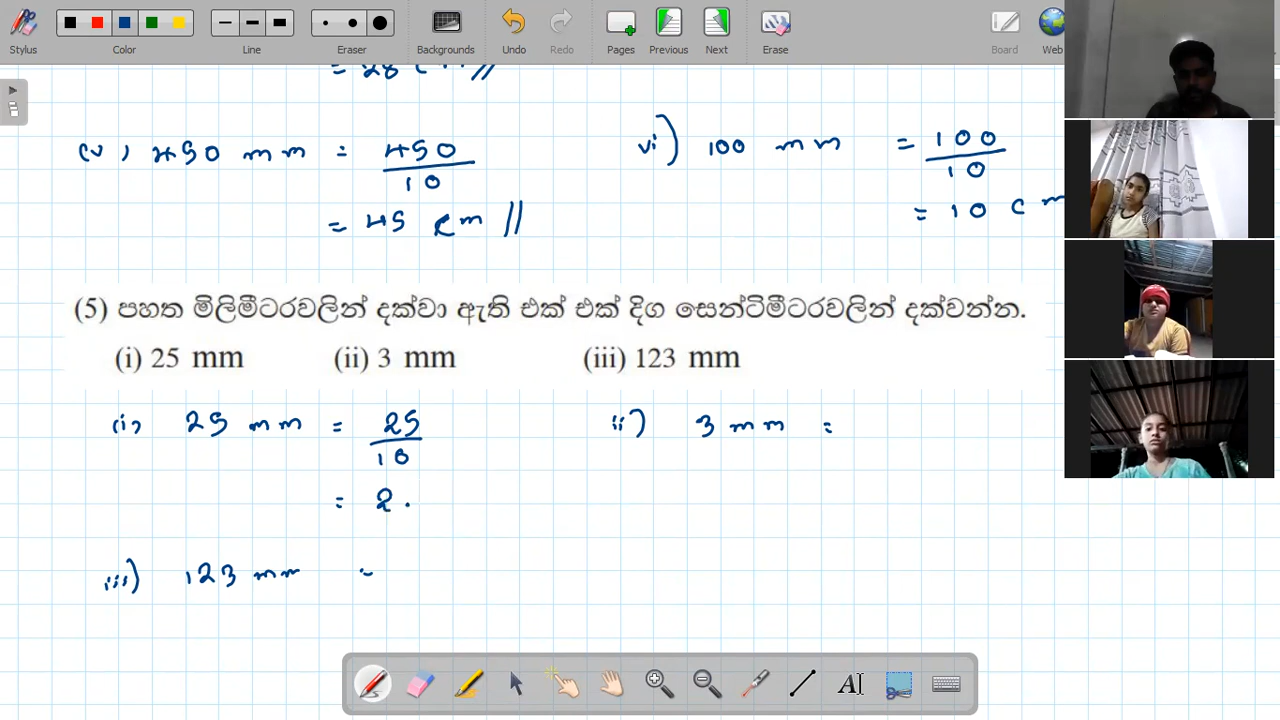 Stylus Color Line Eraser Backgrounds Undo Redo Pages Previous Next Erase Board Web
(v) 450 mm = 450/10
= 45 cm //
vi) 100 mm = 100/10
= 10 cm
(5) පහත මිලිමීටරවලින් දක්වා ඇති එක් එක් දිග සෙන්ටිමීටරවලින් දක්වන්න.
(i) 25 mm (ii) 3 mm (iii) 123 mm
(i) 25 mm = 25/10
= 2.
ii) 3 mm =
iii) 123 mm =